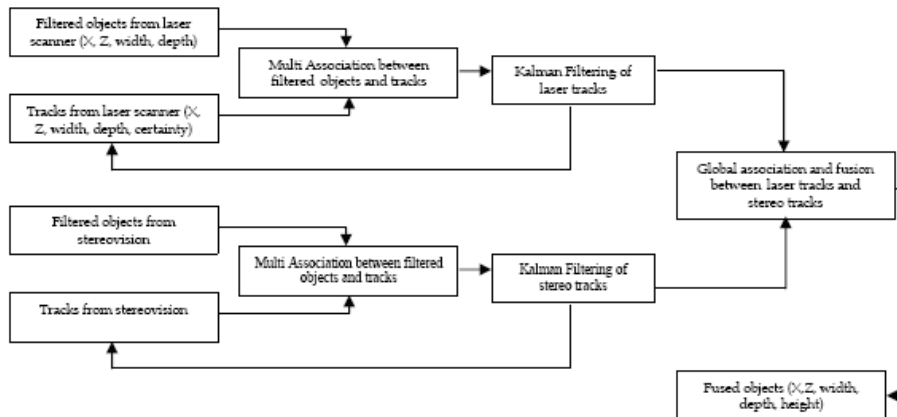 Filtered objects from laser
scanner (X, Z, width, depth)
Multi Association between
filtered objects and tracks
Kalman Filtering of
laser tracks
Tracks from laser scanner (X,
Z, width, depth, certainty)
Global association and fusion
between laser tracks and
stereo tracks
Filtered objects from
stereovision
Multi Association between filtered
objects and tracks
Kalman Filtering of
stereo tracks
Tracks from stereovision
Fused objects (X,Z, width,
depth, height)